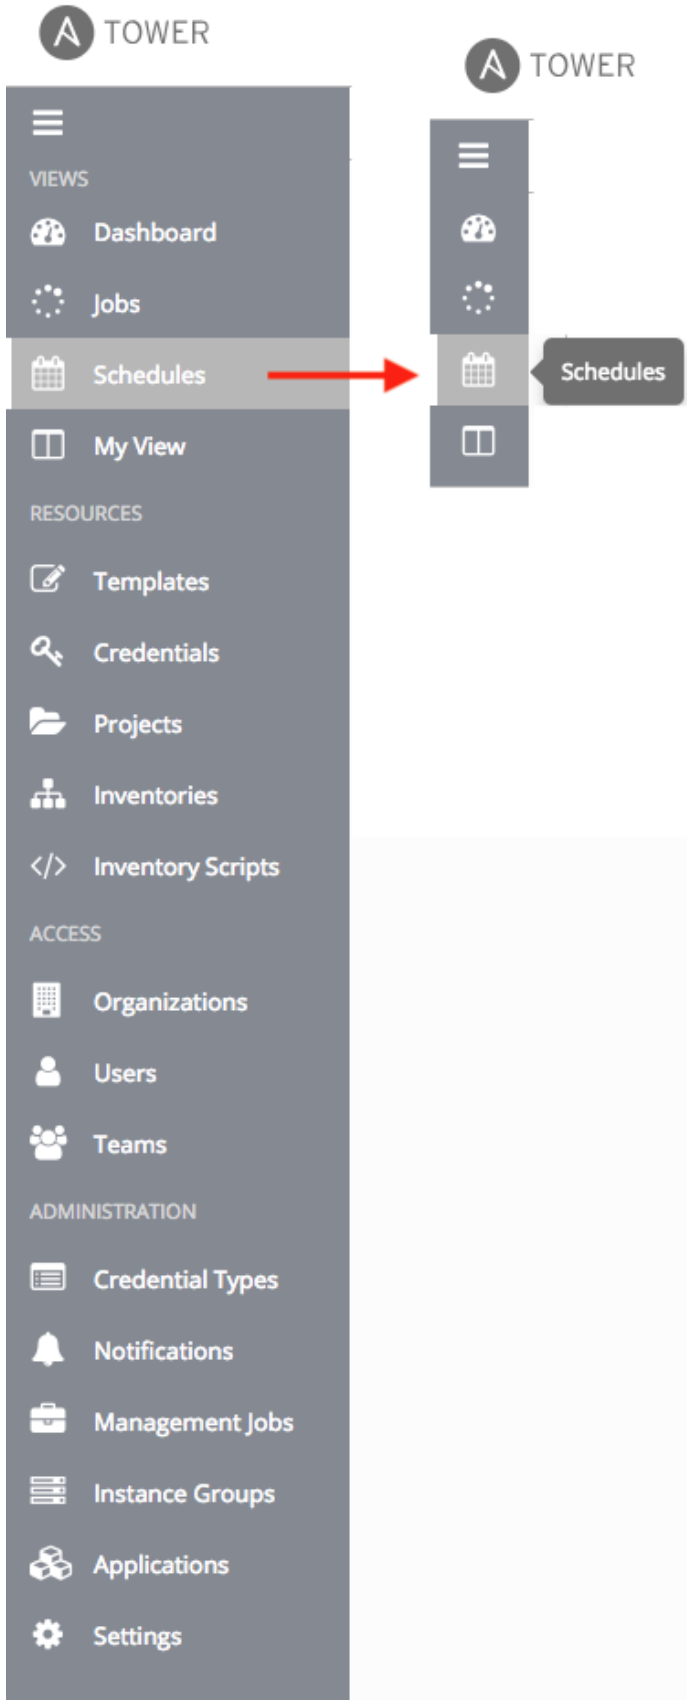 TOWER
TOWER
VIEWS
Dashboard
Jobs
Schedules
Schedules
My View
RESOURCES
Templates
Credentials
Projects
Inventories
Inventory Scripts
ACCESS
Organizations
Users
Teams
ADMINISTRATION
Credential Types
Notifications
Management Jobs
Instance Groups
Applications
Settings